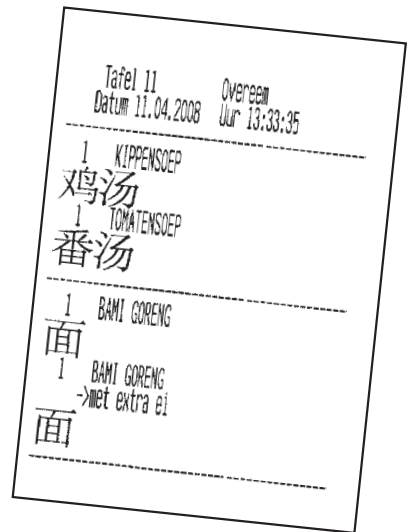 Tafel 11 Overeem
Datum 11.04.2008 Uur 13:33:35
1 KIPPENSOEP
鸡汤
1 TOMATENSOEP
番汤
1 BAMI GORENG
面
1 BAMI GORENG
->met extra ei
面